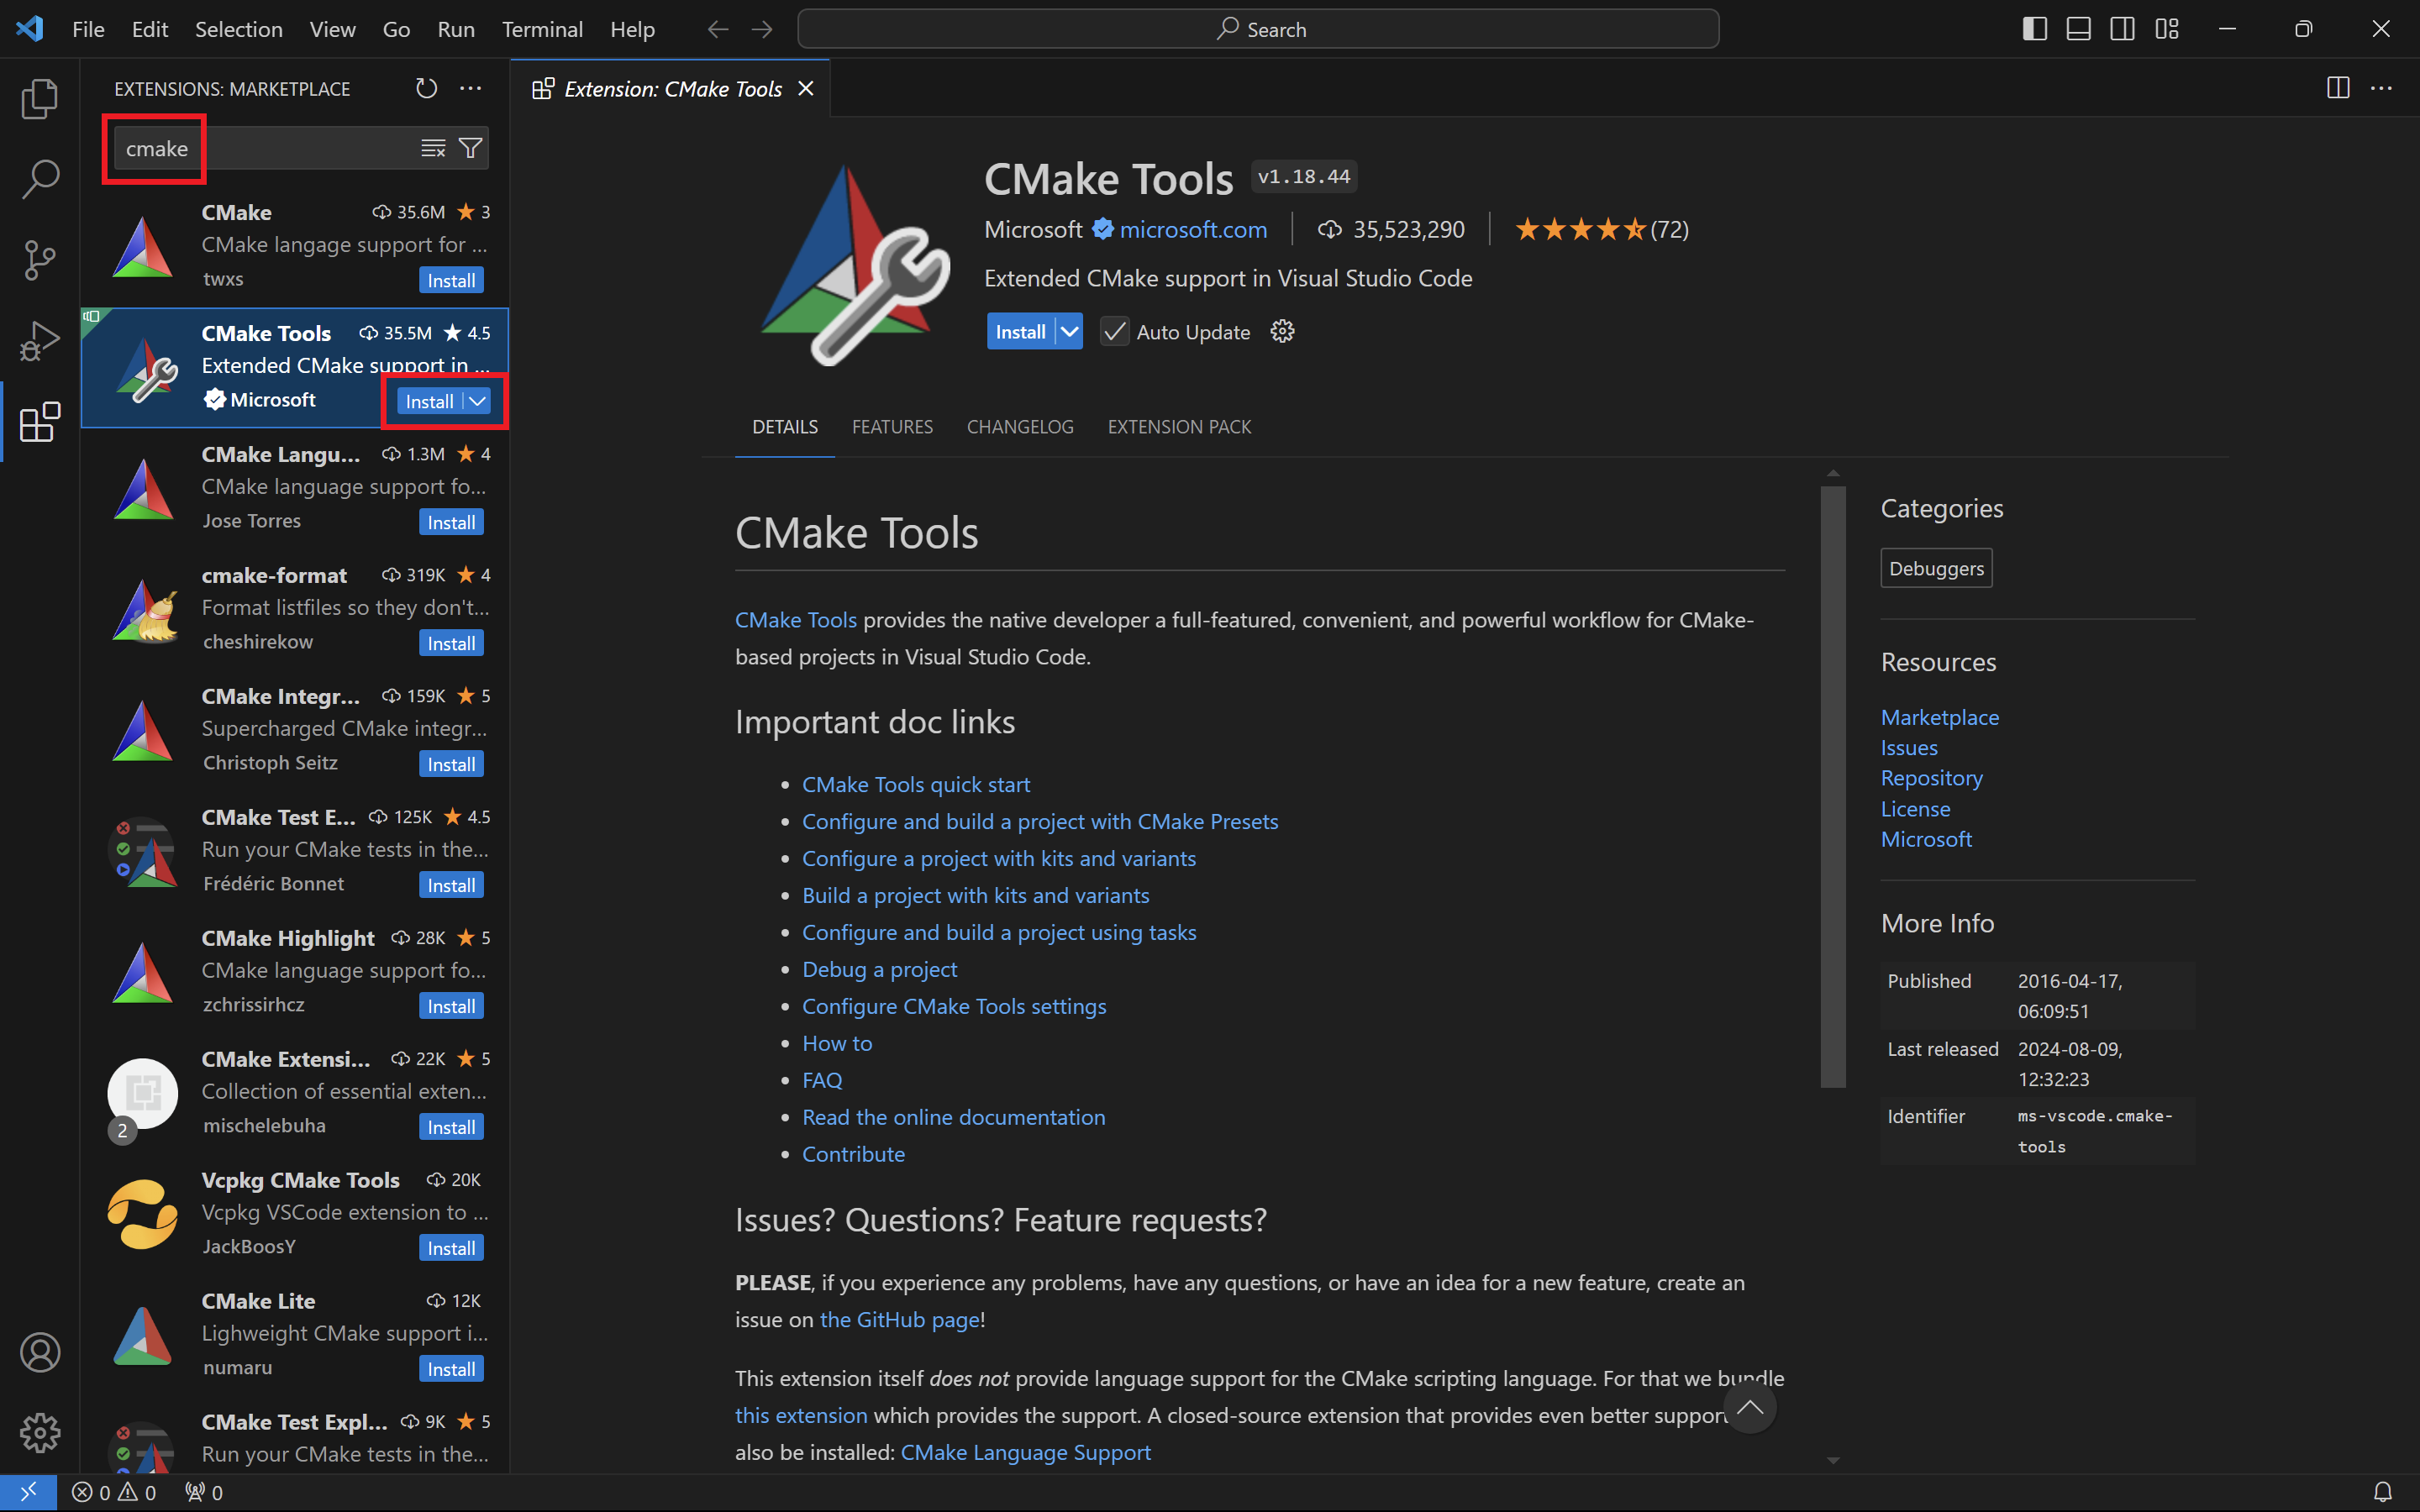 File Edit Selection View Go Run Terminal Help
Search
EXTENSIONS: MARKETPLACE
cmake
CMake 35.6M 3
CMake langage support for ...
twxs Install
CMake Tools 35.5M 4.5
Extended CMake support in ...
Microsoft Install
CMake Langu... 1.3M 4
CMake language support fo...
Jose Torres Install
cmake-format 319K 4
Format listfiles so they don't...
cheshirekow Install
CMake Integr... 159K 5
Supercharged CMake integr...
Christoph Seitz Install
CMake Test E... 125K 4.5
Run your CMake tests in the...
Frédéric Bonnet Install
CMake Highlight 28K 5
CMake language support fo...
zchrissirhcz Install
CMake Extensi... 22K 5
Collection of essential exten...
2 mischelebuha Install
Vcpkg CMake Tools 20K
Vcpkg VSCode extension to ...
JackBoosY Install
CMake Lite 12K
Lighweight CMake support i...
numaru Install
CMake Test Expl... 9K 5
Run your CMake tests in the...
Extension: CMake Tools
CMake Tools v1.18.44
Microsoft microsoft.com 35,523,290 (72)
Extended CMake support in Visual Studio Code
Install Auto Update
DETAILS FEATURES CHANGELOG EXTENSION PACK
CMake Tools
CMake Tools provides the native developer a full-featured, convenient, and powerful workflow for CMake-
based projects in Visual Studio Code.
Important doc links
• CMake Tools quick start
• Configure and build a project with CMake Presets
• Configure a project with kits and variants
• Build a project with kits and variants
• Configure and build a project using tasks
• Debug a project
• Configure CMake Tools settings
• How to
• FAQ
• Read the online documentation
• Contribute
Issues? Questions? Feature requests?
PLEASE, if you experience any problems, have any questions, or have an idea for a new feature, create an
issue on the GitHub page!
This extension itself does not provide language support for the CMake scripting language. For that we bundle
this extension which provides the support. A closed-source extension that provides even better support
also be installed: CMake Language Support
Categories
Debuggers
Resources
Marketplace
Issues
Repository
License
Microsoft
More Info
Published 2016-04-17,
06:09:51
Last released 2024-08-09,
12:32:23
Identifier ms-vscode.cmake-
tools
0 0 0